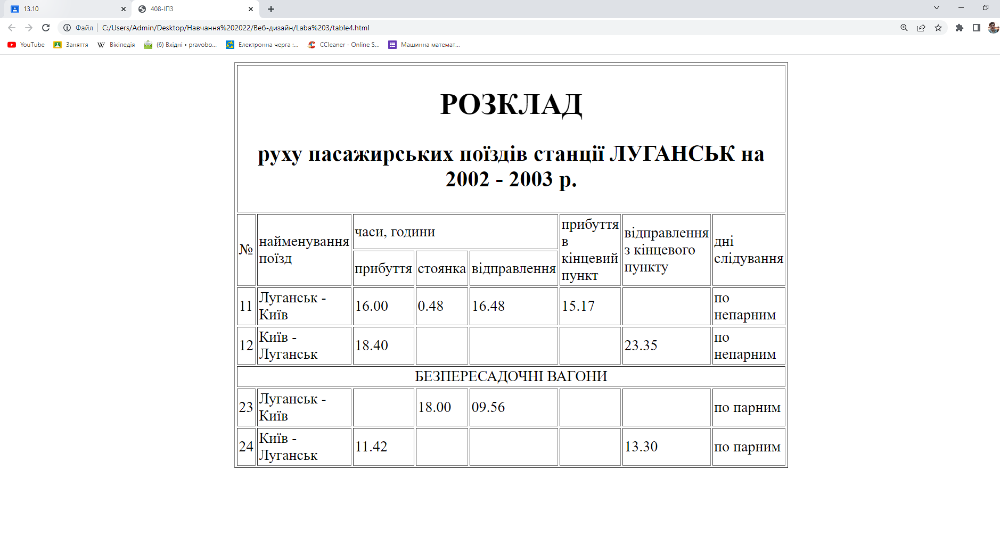 13.10
408-ІПЗ
Файл
C:/Users/Admin/Desktop/Навчання%202022/Веб-дизайн/Laba%203/table4.html
YouTube
Заняття
Вікіпедія
(6) Вхідні • pravobo...
Електронна черга :...
CCleaner - Online S...
Машинна математ...
РОЗКЛАД
руху пасажирських поїздів станції ЛУГАНСЬК на
2002 - 2003 р.
№
найменування
поїзд
часи, години
прибуття
в
кінцевий
пункт
відправлення
з кінцевого
пункту
дні
слідування
прибуття
стоянка
відправлення
11
Луганськ -
Київ
16.00
0.48
16.48
15.17
по
непарним
12
Київ -
Луганськ
18.40
23.35
по
непарним
БЕЗПЕРЕСАДОЧНІ ВАГОНИ
23
Луганськ -
Київ
18.00
09.56
по парним
24
Київ -
Луганськ
11.42
13.30
по парним